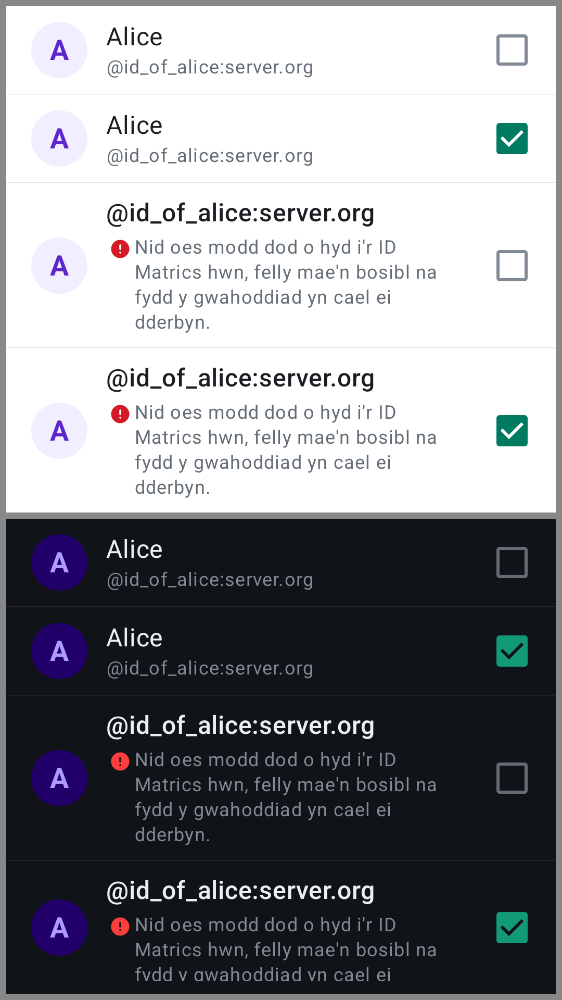 A
Alice
@id_of_alice:server.org
A
Alice
@id_of_alice:server.org
@id_of_alice:server.org
A
Nid oes modd dod o hyd i'r ID
Matrics hwn, felly mae'n bosibl na
fydd y gwahoddiad yn cael ei
dderbyn.
@id_of_alice:server.org
A
Nid oes modd dod o hyd i'r ID
Matrics hwn, felly mae'n bosibl na
fydd y gwahoddiad yn cael ei
dderbyn.
A
Alice
@id_of_alice:server.org
A
Alice
@id_of_alice:server.org
@id_of_alice:server.org
A
Nid oes modd dod o hyd i'r ID
Matrics hwn, felly mae'n bosibl na
fydd y gwahoddiad yn cael ei
dderbyn.
@id_of_alice:server.org
A
Nid oes modd dod o hyd i'r ID
Matrics hwn, felly mae'n bosibl na
fydd y gwahoddiad yn cael ei